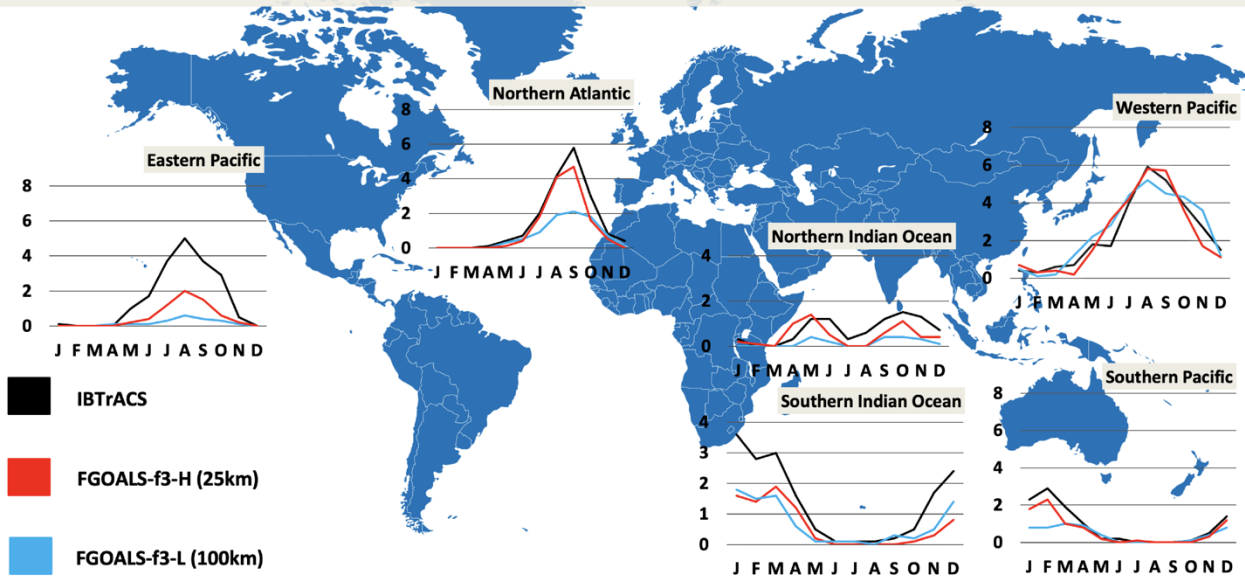 Northern Atlantic
8
6
4
2
0
J F M A M J J A S O N D
Western Pacific
8
6
4
2
0
J F M A M J J A S O N D
Eastern Pacific
8
6
4
2
0
J F M A M J J A S O N D
Northern Indian Ocean
4
2
0
J F M A M J J A S O N D
Southern Indian Ocean
4
3
2
1
0
J F M A M J J A S O N D
Southern Pacific
8
6
4
2
0
J F M A M J J A S O N D
IBTrACS
FGOALS-f3-H (25km)
FGOALS-f3-L (100km)